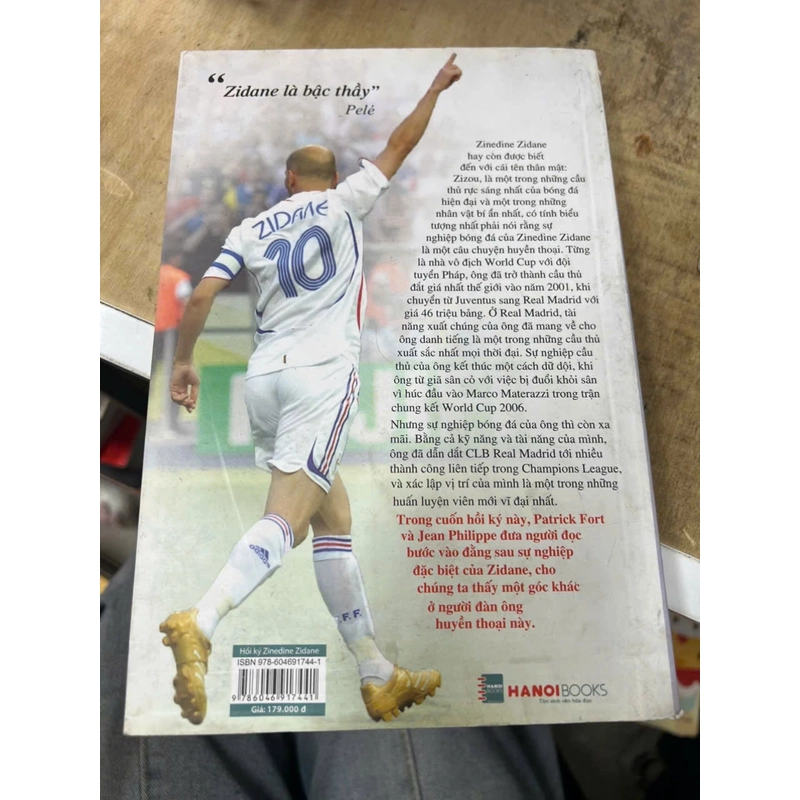 “Zidane là bậc thầy”
Pelé
Zinedine Zidane
hay còn được biết
đến với cái tên thân mật:
Zizou, là một trong những cầu
thủ rực sáng nhất của bóng đá
hiện đại và một trong những
nhân vật bí ẩn nhất, có tính biểu
tượng nhất phải nói rằng sự
nghiệp bóng đá của Zinedine Zidane
là một câu chuyện huyền thoại. Từng
là nhà vô địch World Cup với đội
tuyển Pháp, ông đã trở thành cầu thủ
đắt giá nhất thế giới vào năm 2001, khi
chuyển từ Juventus sang Real Madrid với
giá 46 triệu bảng. Ở Real Madrid, tài
năng xuất chúng của ông đã mang về cho
ông danh tiếng là một trong những cầu thủ
xuất sắc nhất mọi thời đại. Sự nghiệp cầu
thủ của ông kết thúc một cách dữ dội, khi
ông từ giã sân cỏ với việc bị đuổi khỏi sân
vì húc đầu vào Marco Materazzi trong trận
chung kết World Cup 2006.
Nhưng sự nghiệp bóng đá của ông thì còn xa
mãi. Bằng cả kỹ năng và tài năng của mình,
ông đã dẫn dắt CLB Real Madrid tới nhiều
thành công liên tiếp trong Champions League,
và xác lập vị trí của mình là một trong những
huấn luyện viên mới vĩ đại nhất.
Trong cuốn hồi ký này, Patrick Fort
và Jean Philippe đưa người đọc
bước vào đằng sau sự nghiệp
đặc biệt của Zidane, cho
chúng ta thấy một góc khác
ở người đàn ông
huyền thoại này.
ZIDANE
10
adidas
F.F.F.
Hồi ký Zinedine Zidane
ISBN 978-604691744-1
9 786046 917441
Giá: 179.000 đ
HANOI
BOOKS
HANOIBOOKS